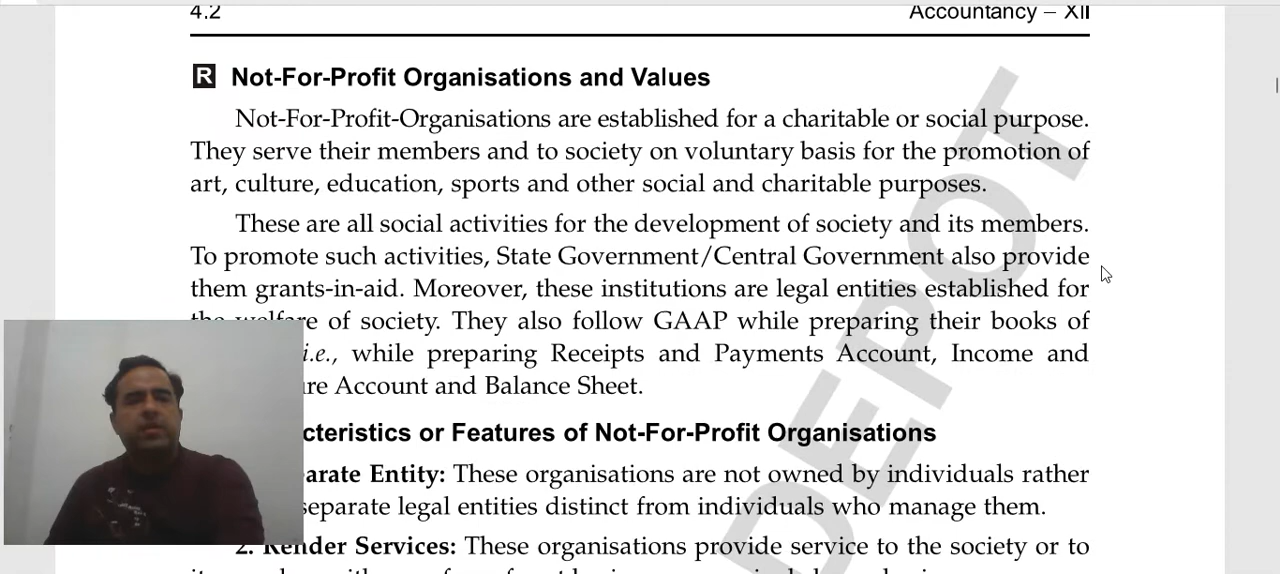 4.2 Accountancy – XII
R Not-For-Profit Organisations and Values
Not-For-Profit-Organisations are established for a charitable or social purpose.
They serve their members and to society on voluntary basis for the promotion of
art, culture, education, sports and other social and charitable purposes.
These are all social activities for the development of society and its members.
To promote such activities, State Government/Central Government also provide
them grants-in-aid. Moreover, these institutions are legal entities established for
the welfare of society. They also follow GAAP while preparing their books of
i.e., while preparing Receipts and Payments Account, Income and
re Account and Balance Sheet.
cteristics or Features of Not-For-Profit Organisations
arate Entity: These organisations are not owned by individuals rather
separate legal entities distinct from individuals who manage them.
2. Render Services: These organisations provide service to the society or to
DEPOT